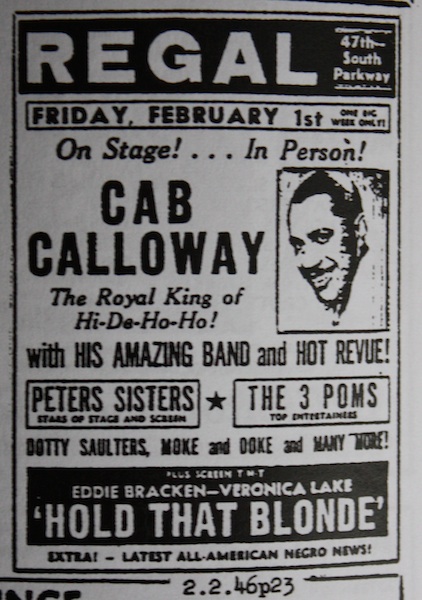 REGAL
47th—
South
Parkway
FRIDAY, FEBRUARY 1st
ONE BIG
WEEK ONLY!
On Stage! . . . In Person!
CAB
CALLOWAY
The Royal King of
Hi-De-Ho-Ho!
with HIS AMAZING BAND and HOT REVUE!
PETERS SISTERS ★ THE 3 POMS
STARS OF STAGE AND SCREEN
TOP ENTERTAINERS
DOTTY SAULTERS, MOKE and DOKE and MANY MORE!
PLUS SCREEN
EDDIE BRACKEN—VERONICA LAKE
'HOLD THAT BLONDE'
EXTRA! – LATEST ALL-AMERICAN NEGRO NEWS!
2.2.46p23